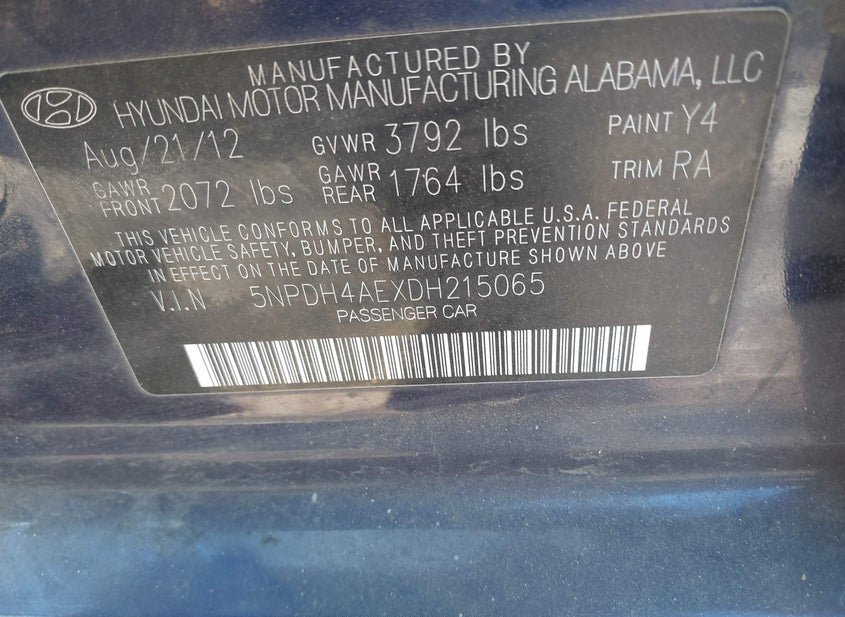 MANUFACTURED BY
HYUNDAI MOTOR MANUFACTURING ALABAMA, LLC
Aug/21/12 GVWR 3792 lbs PAINT Y4
GAWR FRONT 2072 lbs GAWR REAR 1764 lbs TRIM RA
THIS VEHICLE CONFORMS TO ALL APPLICABLE U.S.A. FEDERAL
MOTOR VEHICLE SAFETY, BUMPER, AND THEFT PREVENTION STANDARDS
IN EFFECT ON THE DATE OF MANUFACTURE SHOWN ABOVE
V.I.N 5NPDH4AEXDH215065
PASSENGER CAR